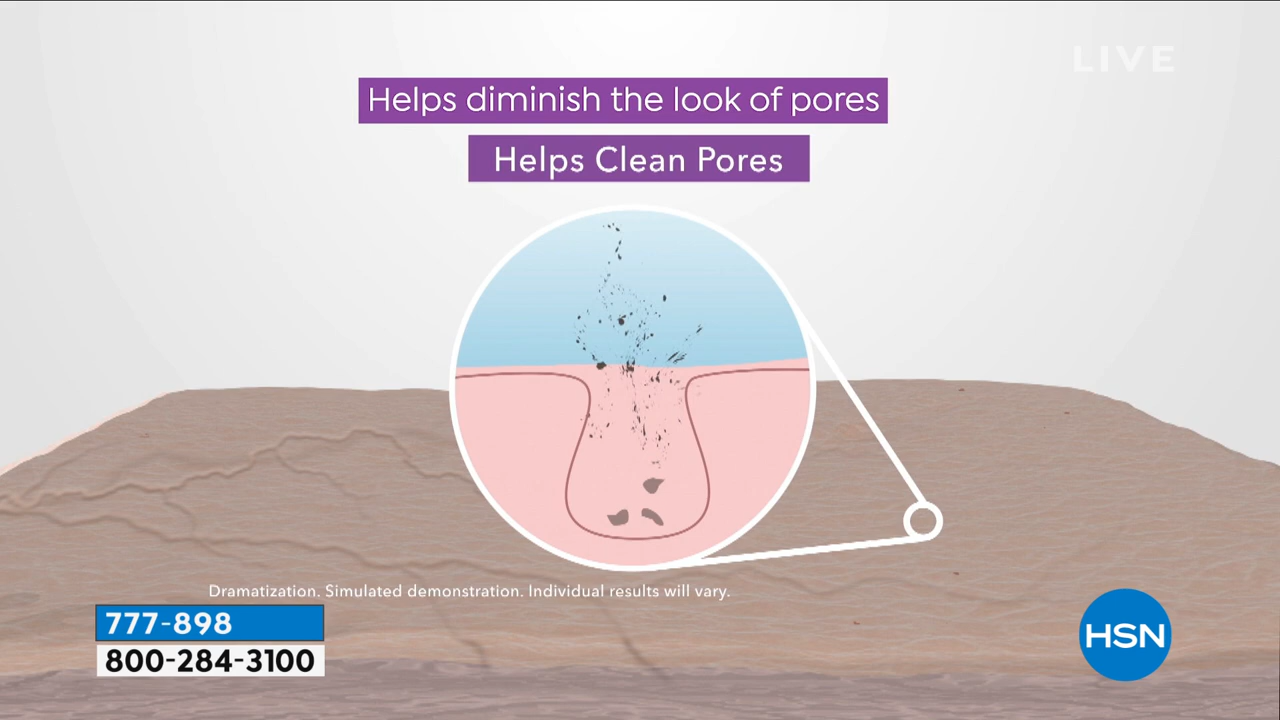 LIVE
Helps diminish the look of pores
Helps Clean Pores
Dramatization. Simulated demonstration. Individual results will vary.
777-898
800-284-3100
HSN